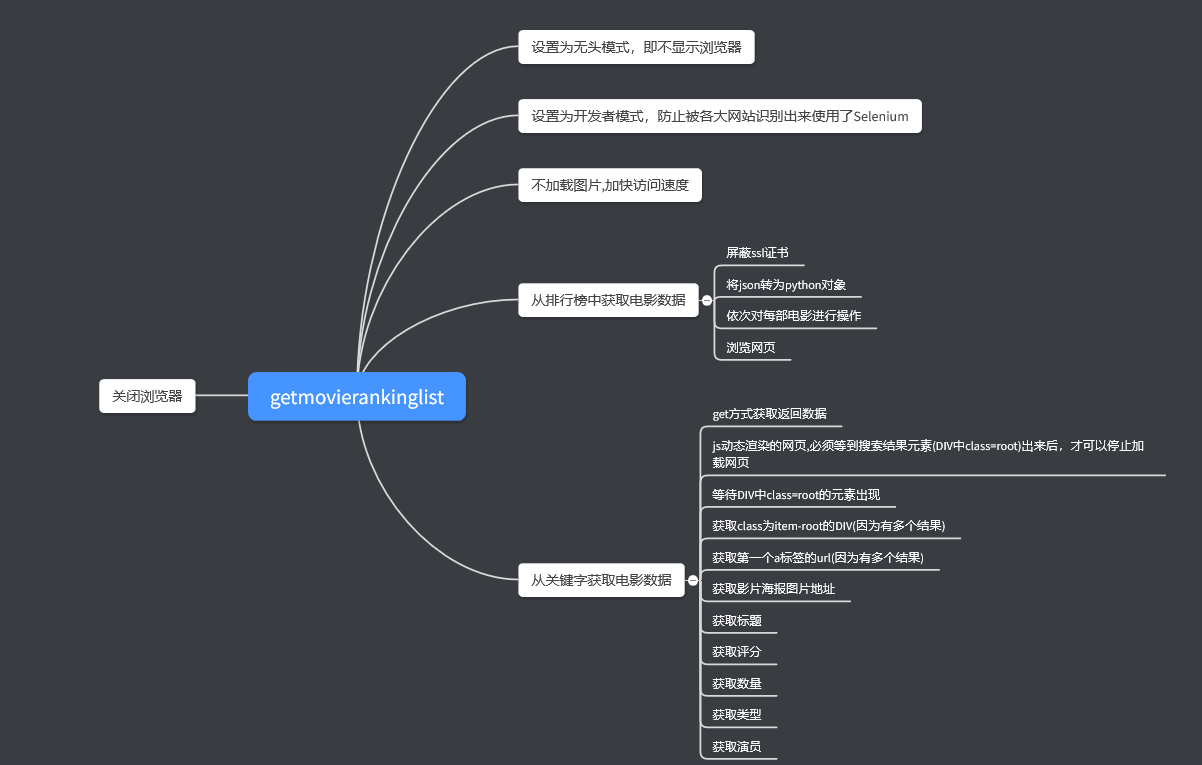 设置为无头模式，即不显示浏览器
设置为开发者模式，防止被各大网站识别出来使用了Selenium
不加载图片,加快访问速度
从排行榜中获取电影数据
屏蔽ssl证书
将json转为python对象
依次对每部电影进行操作
浏览网页
关闭浏览器
getmovierankinglist
从关键字获取电影数据
get方式获取返回数据
js动态渲染的网页,必须等到搜索结果元素(DIV中class=root)出来后，才可以停止加
载网页
等待DIV中class=root的元素出现
获取class为item-root的DIV(因为有多个结果)
获取第一个a标签的url(因为有多个结果)
获取影片海报图片地址
获取标题
获取评分
获取数量
获取类型
获取演员